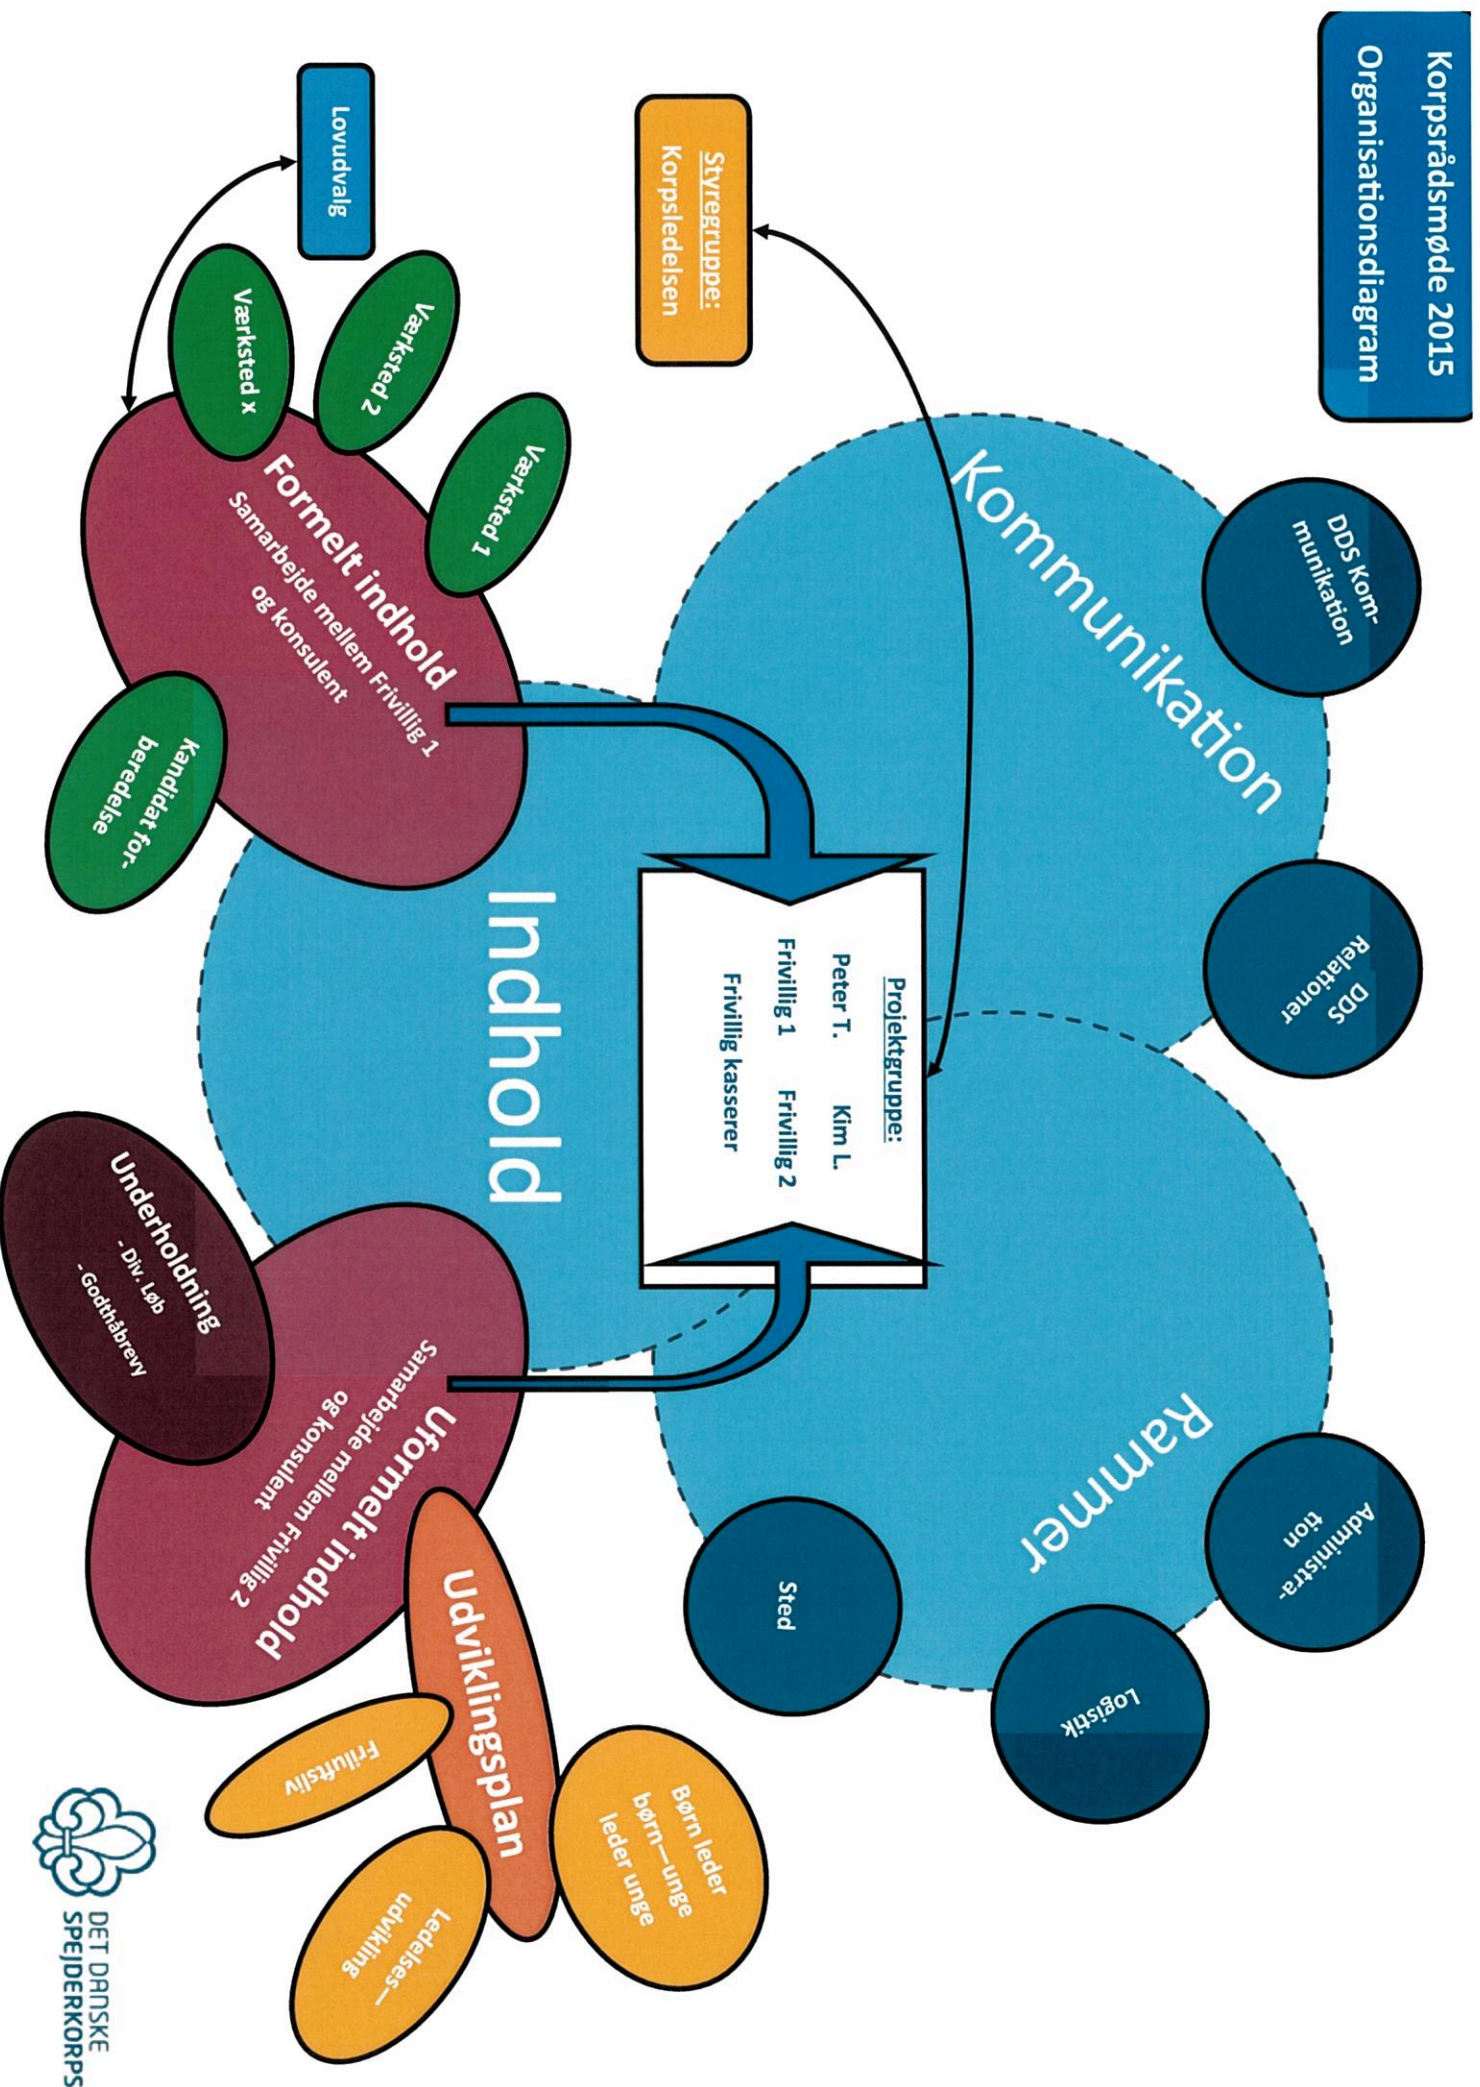 Korpsrådsmøde 2015
Organisationsdiagram
Styregruppe:
Korpsledelsen
Lovudvalg
Kommunikation
DDS Kom-
munikation
DDS
Relationer
Rammer
Administra-
tion
Logistik
Sted
Projektgruppe:
Peter T. Kim L.
Frivillig 1 Frivillig 2
Frivillig kasserer
Indhold
Værksted 1
Værksted 2
Værksted x
Formelt indhold
Samarbejde mellem Frivillig 1
og konsulent
Kandidat for-
beredelse
Uformelt indhold
Samarbejde mellem Frivillig 2
og konsulent
Underholdning
- Div. Løb
- Godthåbrevy
Udviklingsplan
Børn leder
børn—unge
leder unge
Friluftsliv
Ledelses—
udvikling
DET DANSKE
SPEJDERKORPS